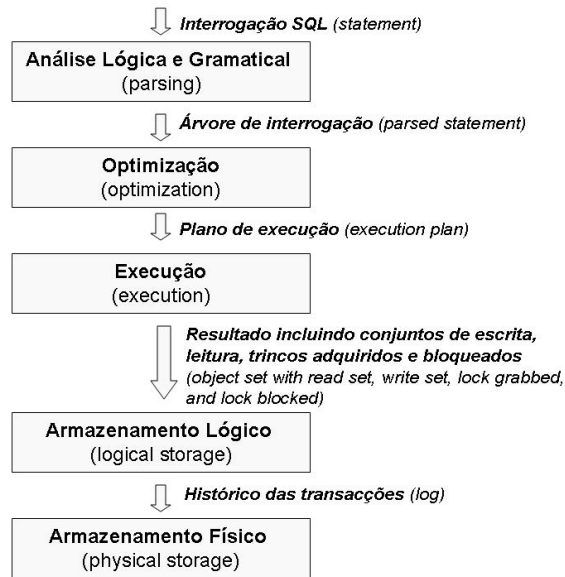 Interrogação SQL (statement)
Análise Lógica e Gramatical
(parsing)
Árvore de interrogação (parsed statement)
Optimização
(optimization)
Plano de execução (execution plan)
Execução
(execution)
Resultado incluindo conjuntos de escrita,
leitura, trincos adquiridos e bloqueados
(object set with read set, write set, lock grabbed,
and lock blocked)
Armazenamento Lógico
(logical storage)
Histórico das transacções (log)
Armazenamento Físico
(physical storage)